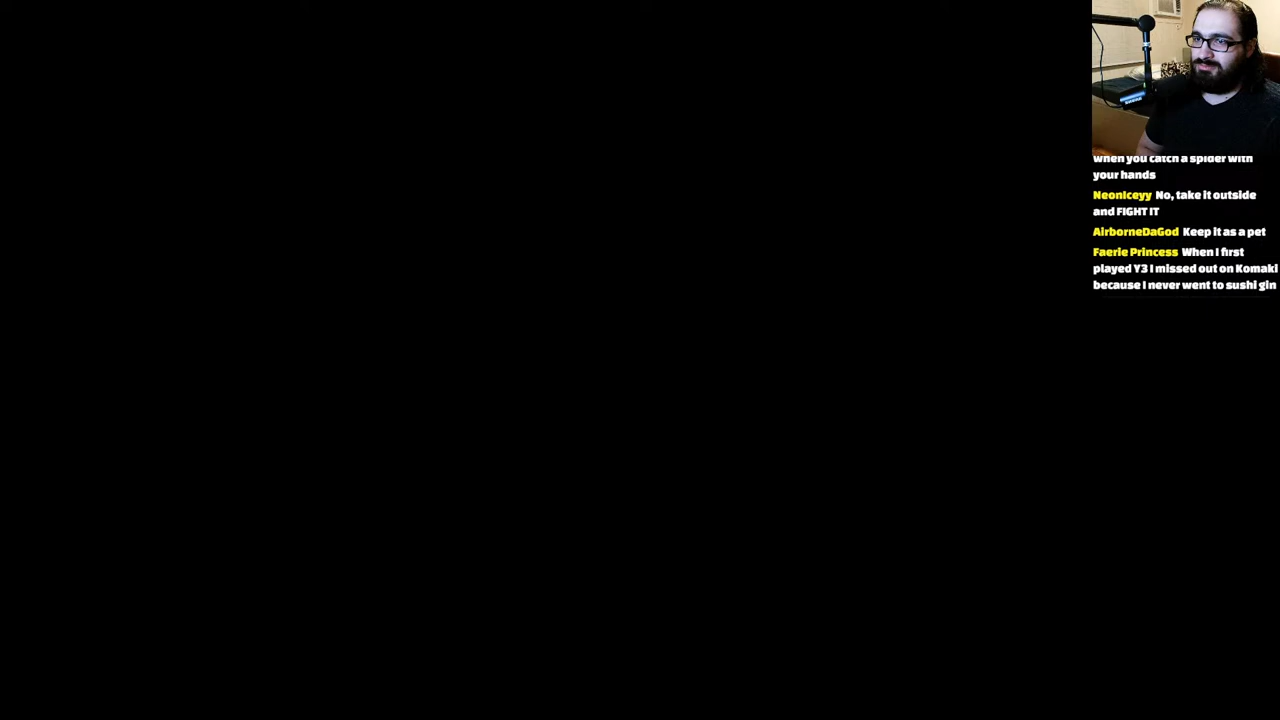 when you catch a spider with
your hands
NeonIceyy No, take it outside
and FIGHT IT
AirborneDaGod Keep it as a pet
Faerie Princess When I first
played Y3 I missed out on Komaki
because I never went to sushi gin